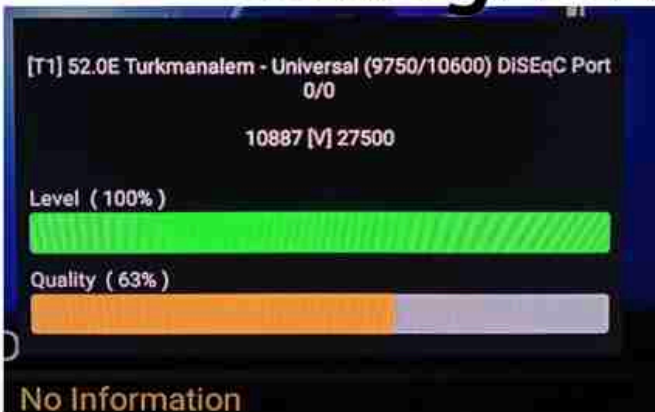 [T1] 52.0E Turkmanalem - Universal (9750/10600) DiSEqC Port
0/0
10887 [V] 27500
Level ( 100% )
Quality ( 63% )
No Information